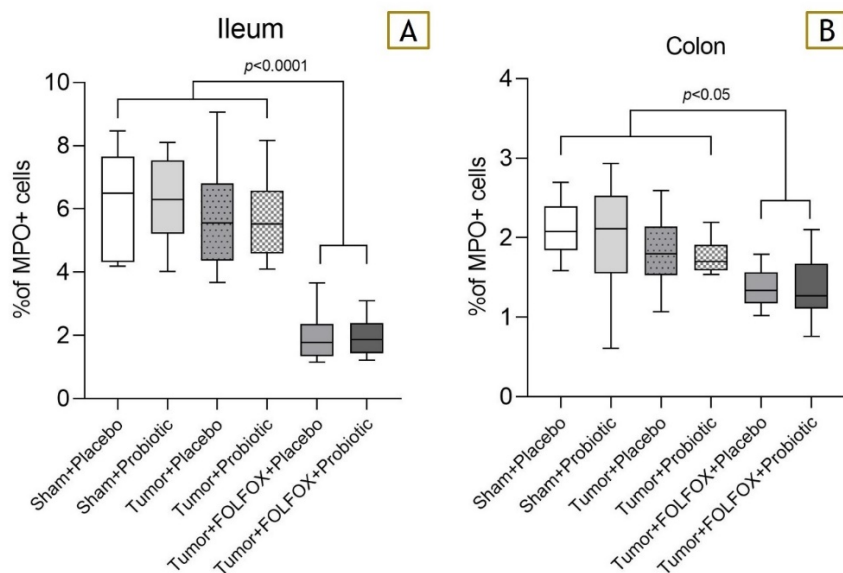 Ileum
A
p<0.0001
10
8
6
4
2
0
%of MPO+ cells
Sham+Placebo
Sham+Probiotic
Tumor+Placebo
Tumor+Probiotic
Tumor+FOLFOX+Placebo
Tumor+FOLFOX+Probiotic
Colon
B
p<0.05
4
3
2
1
0
%of MPO+ cells
Sham+Placebo
Sham+Probiotic
Tumor+Placebo
Tumor+Probiotic
Tumor+FOLFOX+Placebo
Tumor+FOLFOX+Probiotic